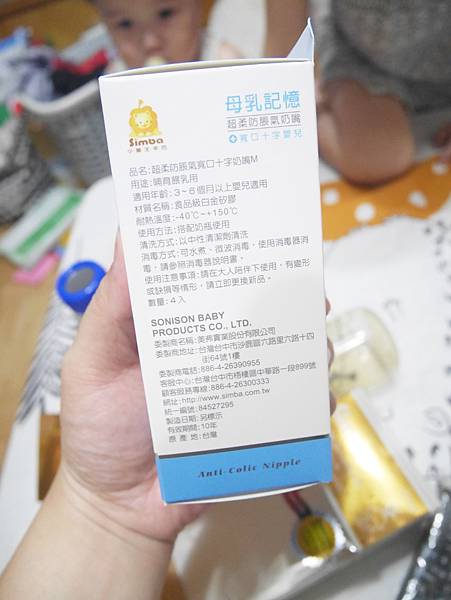 Simba
小獅王辛巴
母乳記憶
超柔防脹氣奶嘴
寬口十字嬰兒
品名:超柔防脹氣寬口十字奶嘴M
用途:哺育餵乳用
適用年齡:3~6個月以上嬰兒適用
材質名稱:食品級白金矽膠
耐熱溫度:-40℃~+150℃
使用方法:搭配奶瓶使用
清洗方式:以中性清潔劑清洗
消毒方式:可水煮、微波消毒,使用消毒器消
毒,請參照消毒器說明書。
使用注意事項:請在大人陪伴下使用,有變形
或缺損等情形,請立即更換新品。
數量:4入
SONISON BABY
PRODUCTS CO., LTD.
委製商名稱:英弗實業股份有限公司
委製商地址:台灣台中市沙鹿區六路里六路十四
街64號1樓
委製商電話:886-4-26390955
客服中心:台灣台中市梧棲區中華路一段899號
顧客服務專線:886-4-26300333
網址:http://www.simba.com.tw
統一編號:84527295
製造日期:另標示
有效期間:10年
原 產 地:台灣
Anti-Colic Nipple